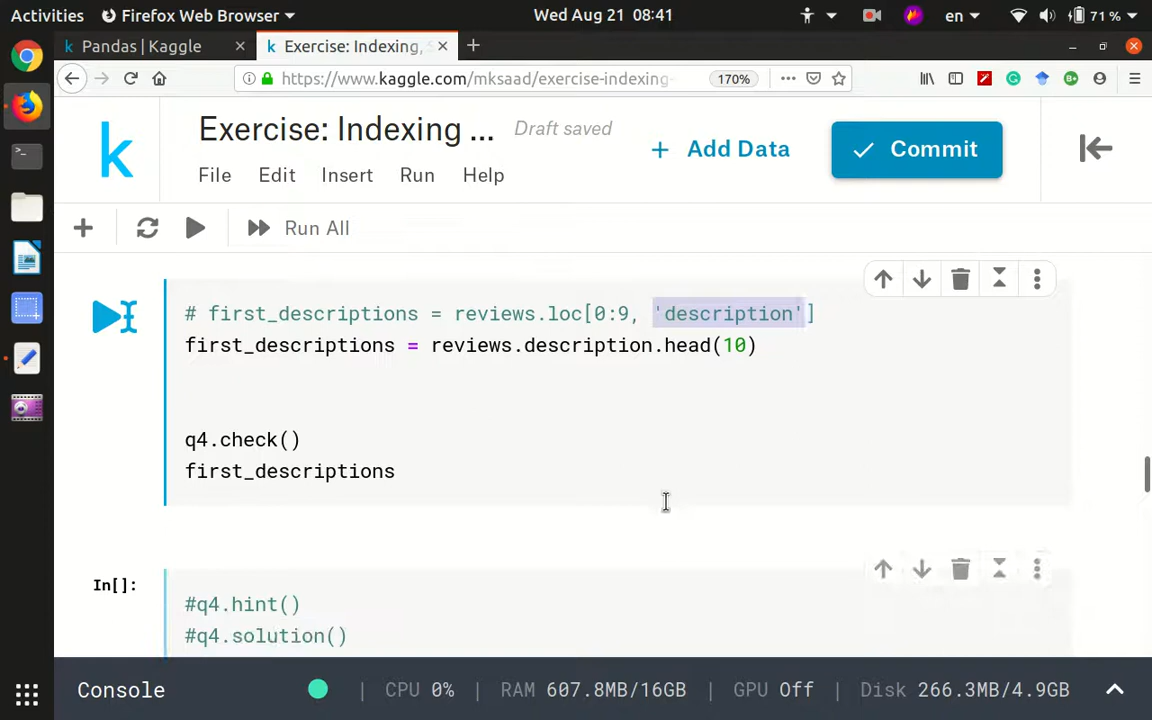 Activities Firefox Web Browser Wed Aug 21 08:41 en 71 %
Pandas | Kaggle Exercise: Indexing,
https://www.kaggle.com/mksaad/exercise-indexing- 170%
Exercise: Indexing ... Draft saved
+ Add Data Commit
File Edit Insert Run Help
Run All
# first_descriptions = reviews.loc[0:9, 'description']
first_descriptions = reviews.description.head(10)
q4.check()
first_descriptions
In[]:
#q4.hint()
#q4.solution()
Console | CPU 0% | RAM 607.8MB/16GB | GPU Off | Disk 266.3MB/4.9GB